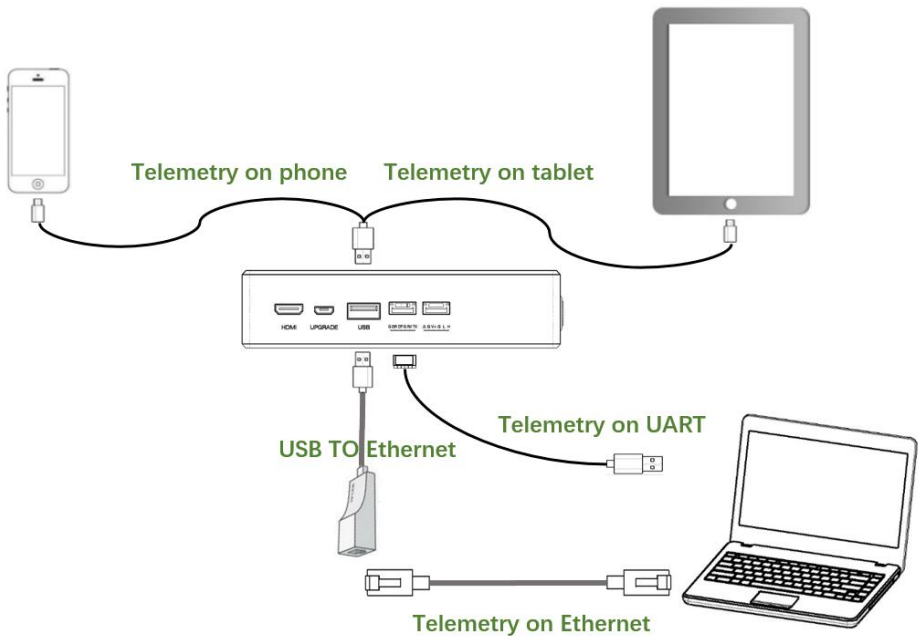 Telemetry on phone
Telemetry on tablet
HDMI
UPGRADE
USB
Telemetry on UART
USB TO Ethernet
Telemetry on Ethernet